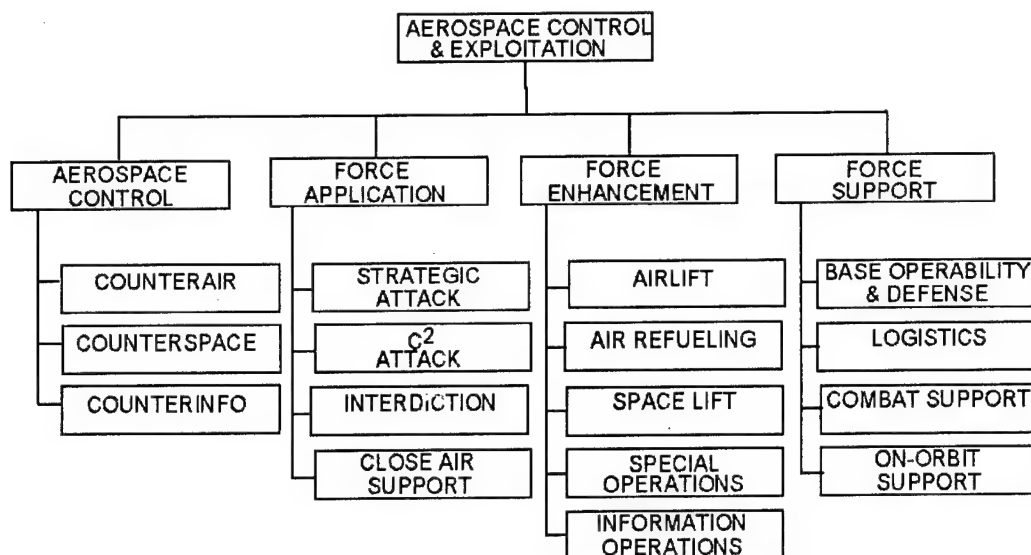 AEROSPACE CONTROL
& EXPLOITATION
AEROSPACE
CONTROL
COUNTERAIR
COUNTERSPACE
COUNTERINFO
FORCE
APPLICATION
STRATEGIC
ATTACK
C²
ATTACK
INTERDICTION
CLOSE AIR
SUPPORT
FORCE
ENHANCEMENT
AIRLIFT
AIR REFUELING
SPACE LIFT
SPECIAL
OPERATIONS
INFORMATION
OPERATIONS
FORCE
SUPPORT
BASE OPERABILITY
& DEFENSE
LOGISTICS
COMBAT SUPPORT
ON-ORBIT
SUPPORT